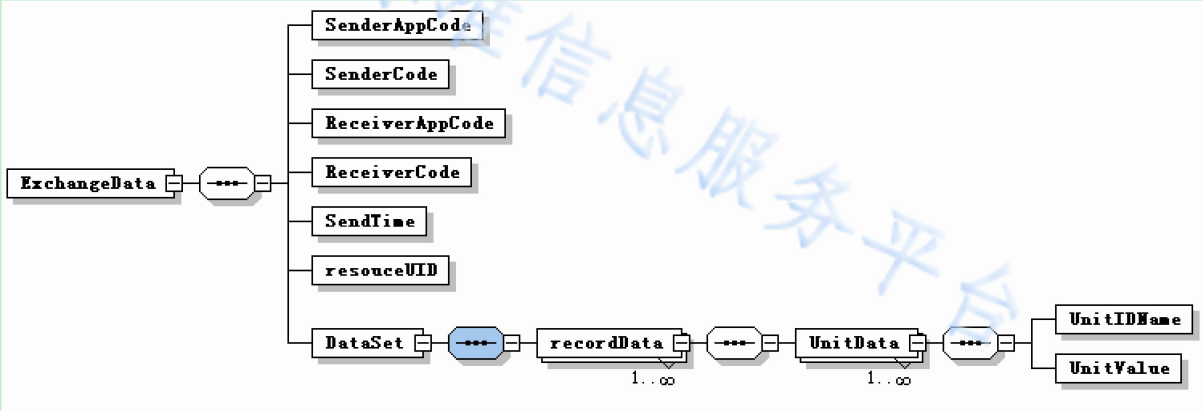 SenderAppCode
SenderCode
ReceiverAppCode
ReceiverCode
ExchangeData
SendTime
resouceUID
DataSet
recordData
1..∞
UnitData
1..∞
UnitIDName
UnitValue
准信息服务平台